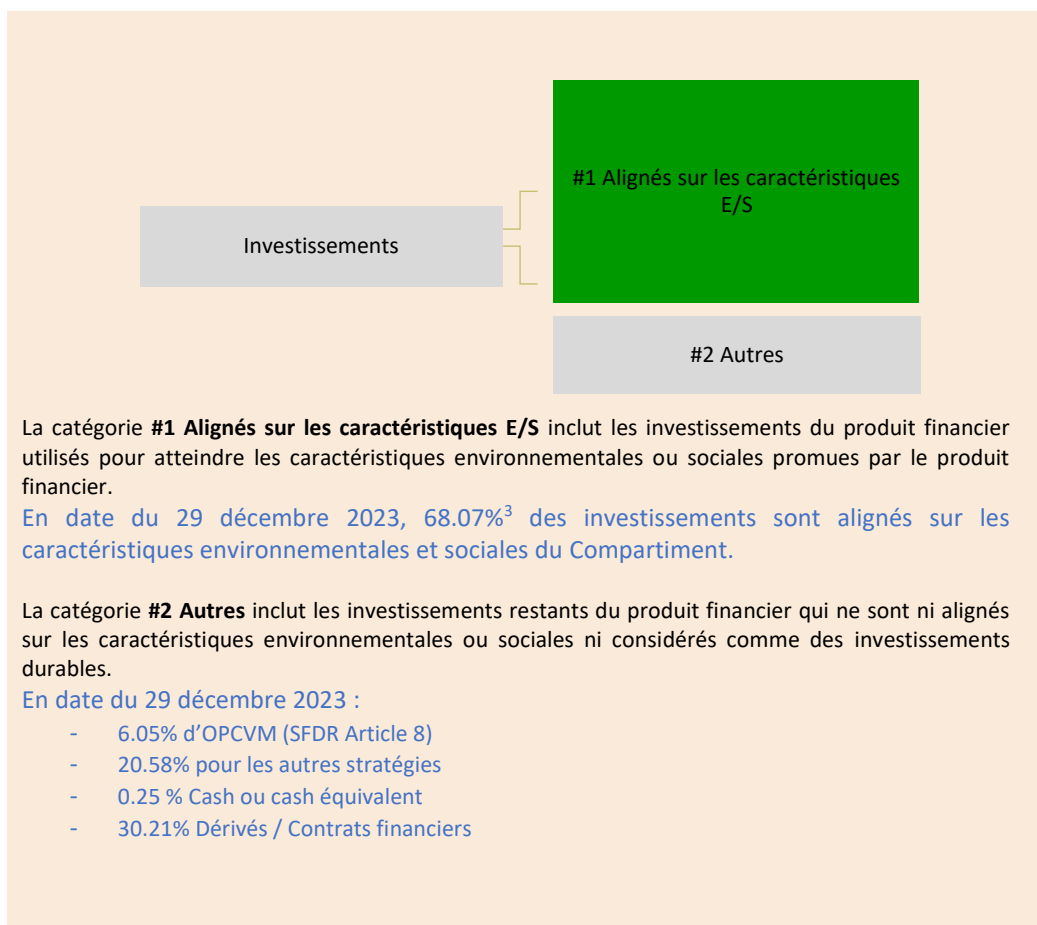 #1 Alignés sur les caractéristiques
E/S
Investissements
#2 Autres
La catégorie #1 Alignés sur les caractéristiques E/S inclut les investissements du produit financier
utilisés pour atteindre les caractéristiques environnementales ou sociales promues par le produit
financier.
En date du 29 décembre 2023, 68.07%³ des investissements sont alignés sur les
caractéristiques environnementales et sociales du Compartiment.
La catégorie #2 Autres inclut les investissements restants du produit financier qui ne sont ni alignés
sur les caractéristiques environnementales ou sociales ni considérés comme des investissements
durables.
En date du 29 décembre 2023 :
- 6.05% d’OPCVM (SFDR Article 8)
- 20.58% pour les autres stratégies
- 0.25 % Cash ou cash équivalent
- 30.21% Dérivés / Contrats financiers